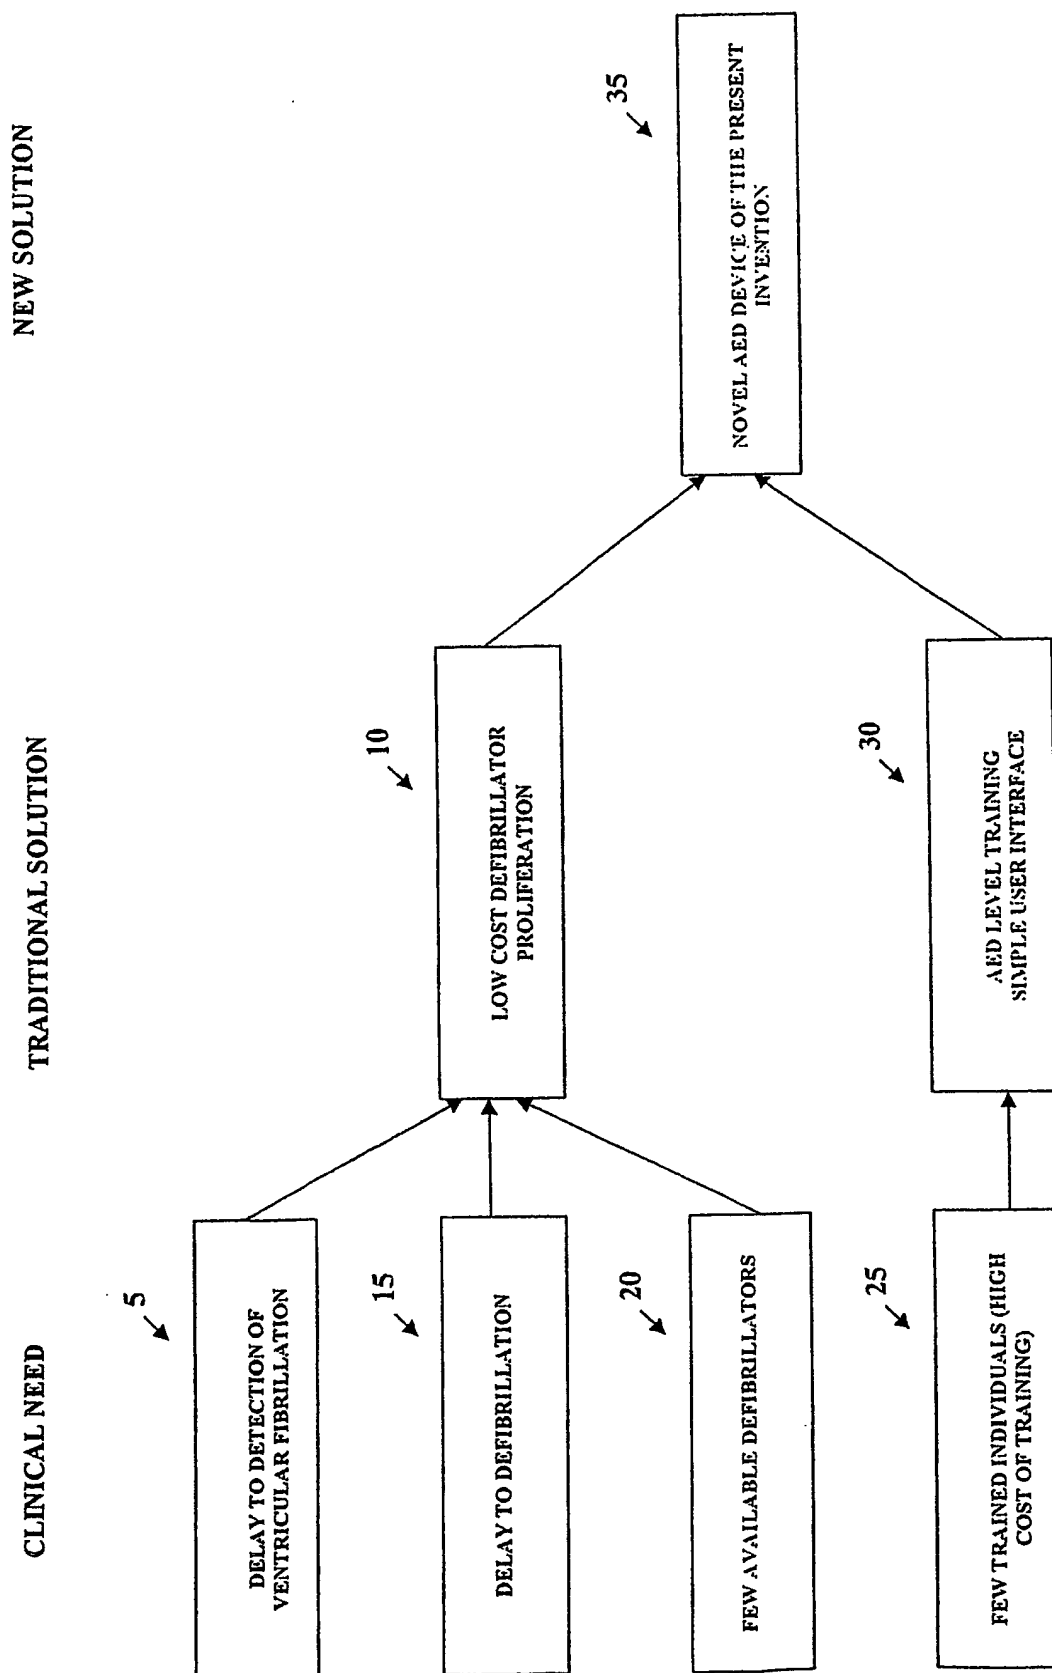 CLINICAL NEED
TRADITIONAL SOLUTION
NEW SOLUTION
5
DELAY TO DETECTION OF
VENTRICULAR FIBRILLATION
15
DELAY TO DEFIBRILLATION
20
FEW AVAILABLE DEFIBRILLATORS
25
FEW TRAINED INDIVIDUALS (HIGH
COST OF TRAINING)
10
LOW COST DEFIBRILLATOR
PROLIFERATION
30
AED LEVEL TRAINING
SIMPLE USER INTERFACE
35
NOVEL AED DEVICE OF THE PRESENT
INVENTION